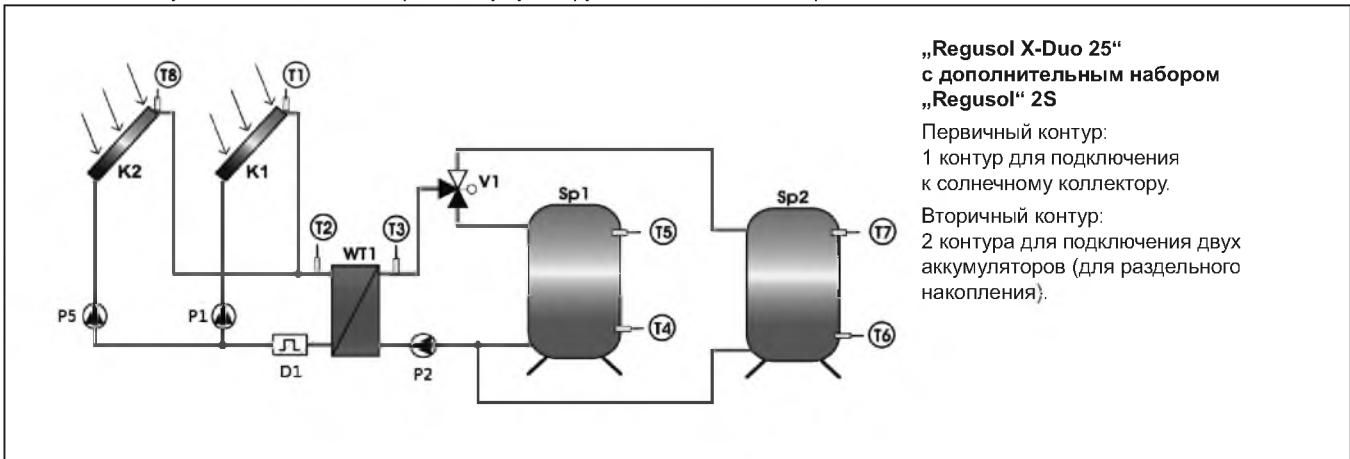 „Regusol X-Duo 25“
с дополнительным набором
„Regusol“ 2S
Первичный контур:
1 контур для подключения
к солнечному коллектору.
Вторичный контур:
2 контура для подключения двух
аккумуляторов (для раздельного
накопления).
T8
T1
K2
K1
V1
Sp1
Sp2
T2
T3
T5
T7
WT1
P5
P1
T4
T6
D1
P2